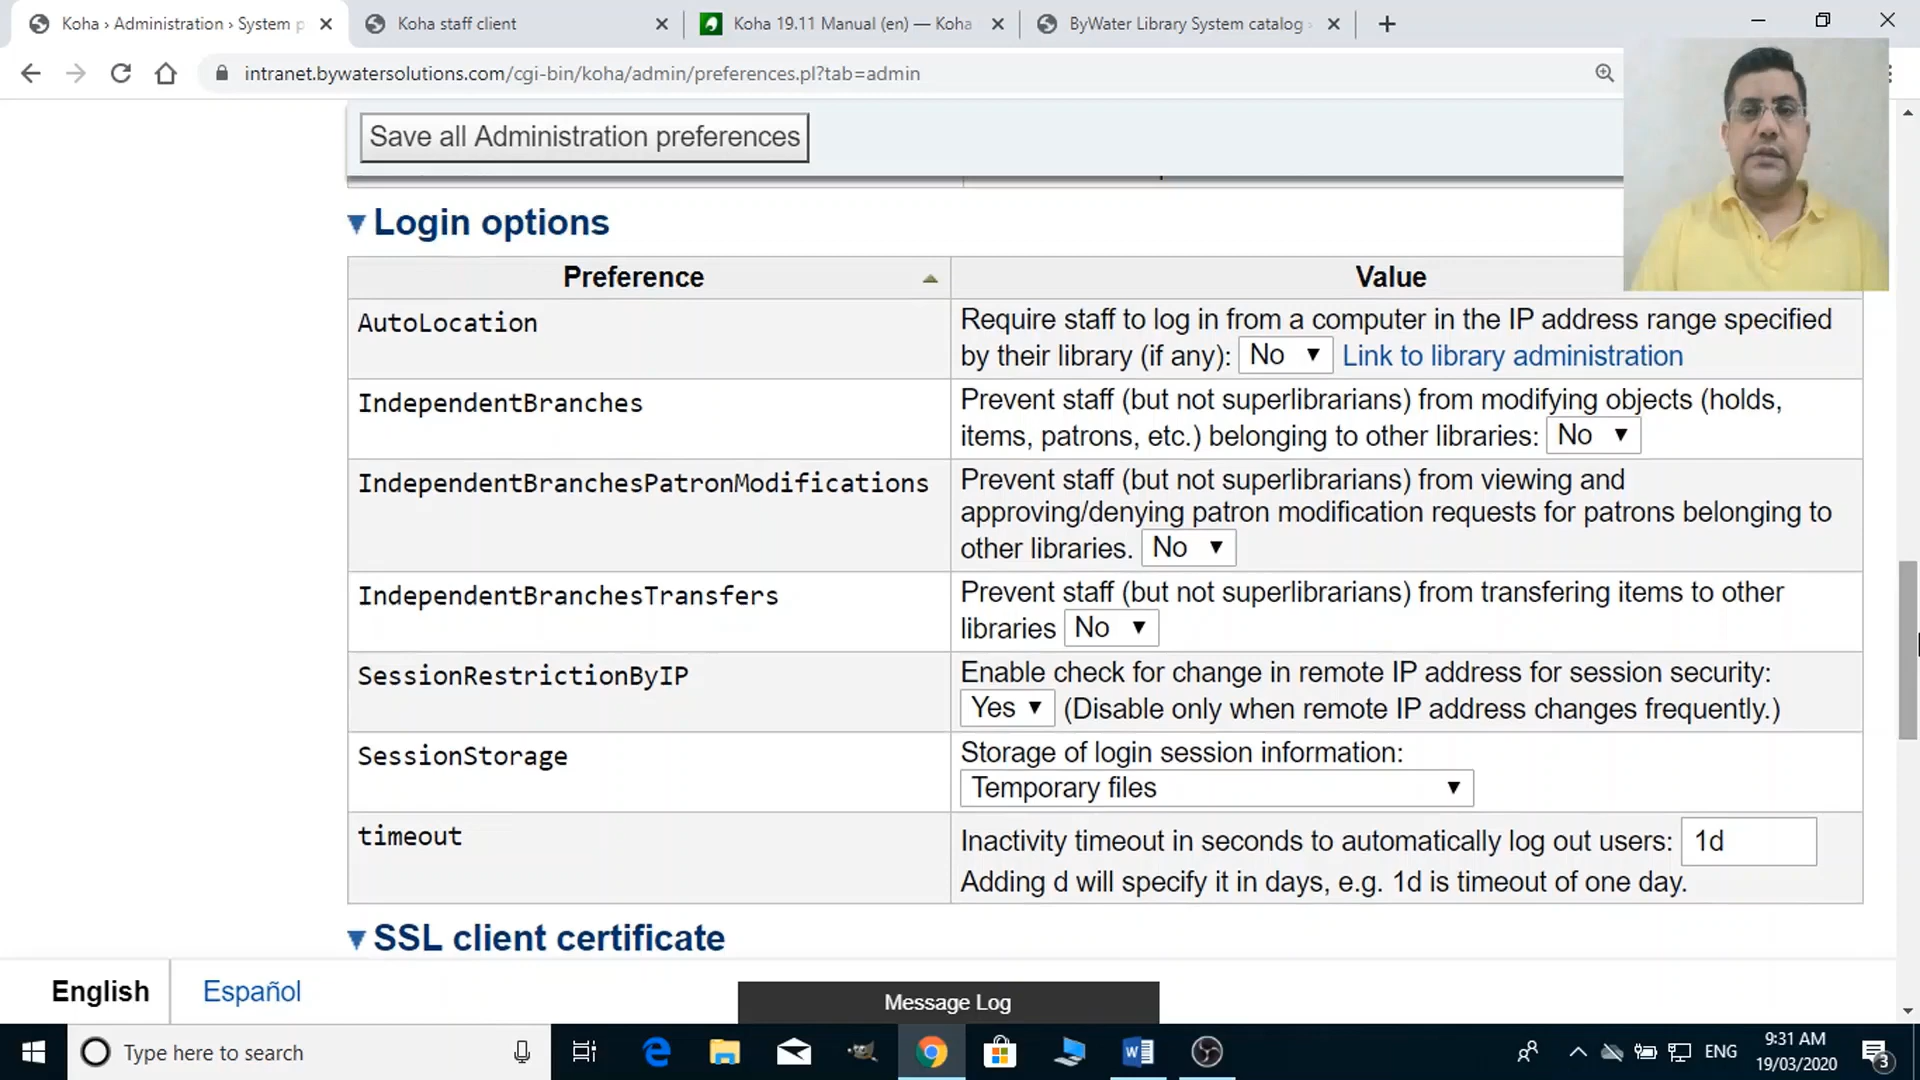 Koha › Administration › System p
Koha staff client
Koha 19.11 Manual (en) — Koha
ByWater Library System catalog ›
intranet.bywatersolutions.com/cgi-bin/koha/admin/preferences.pl?tab=admin
Save all Administration preferences
Login options
Preference
Value
AutoLocation
Require staff to log in from a computer in the IP address range specified
by their library (if any): No Link to library administration
IndependentBranches
Prevent staff (but not superlibrarians) from modifying objects (holds,
items, patrons, etc.) belonging to other libraries: No
IndependentBranchesPatronModifications
Prevent staff (but not superlibrarians) from viewing and
approving/denying patron modification requests for patrons belonging to
other libraries. No
IndependentBranchesTransfers
Prevent staff (but not superlibrarians) from transfering items to other
libraries No
SessionRestrictionByIP
Enable check for change in remote IP address for session security:
Yes (Disable only when remote IP address changes frequently.)
SessionStorage
Storage of login session information:
Temporary files
timeout
Inactivity timeout in seconds to automatically log out users: 1d
Adding d will specify it in days, e.g. 1d is timeout of one day.
SSL client certificate
English
Español
Message Log
Type here to search
ENG
9:31 AM
19/03/2020
3